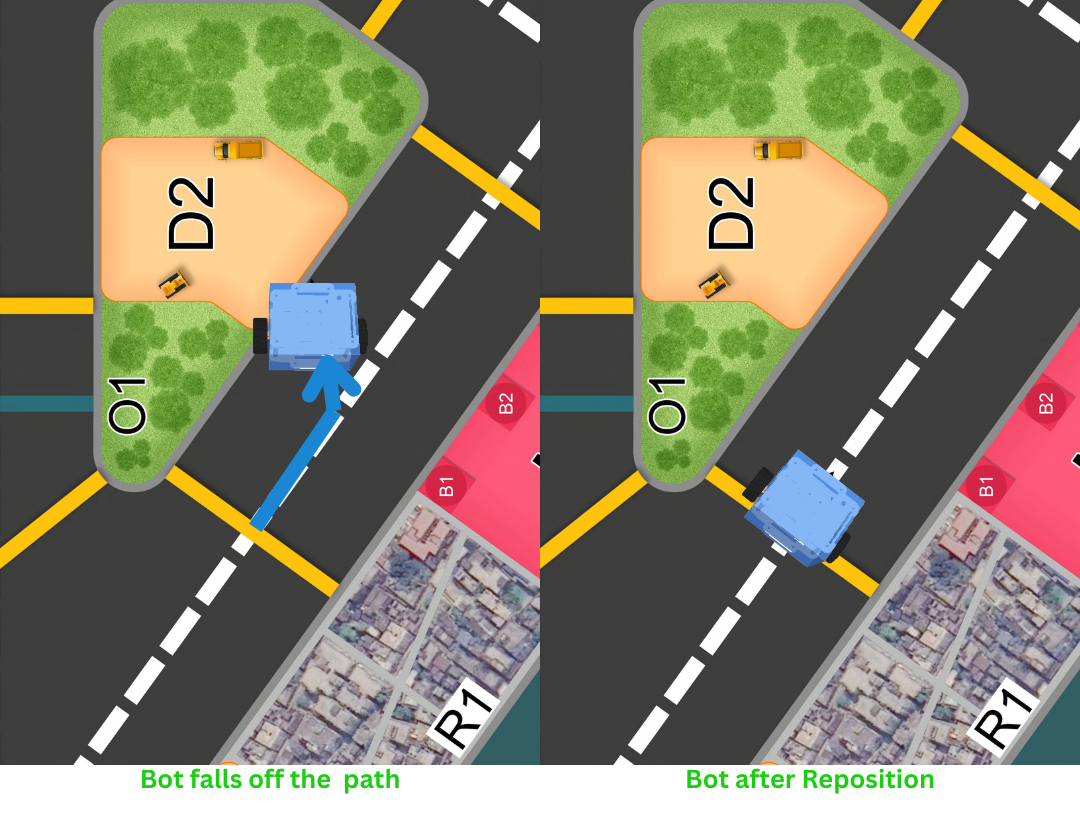 D2
O1
B2
B1
R1
D2
O1
B2
B1
R1
Bot falls off the path
Bot after Reposition